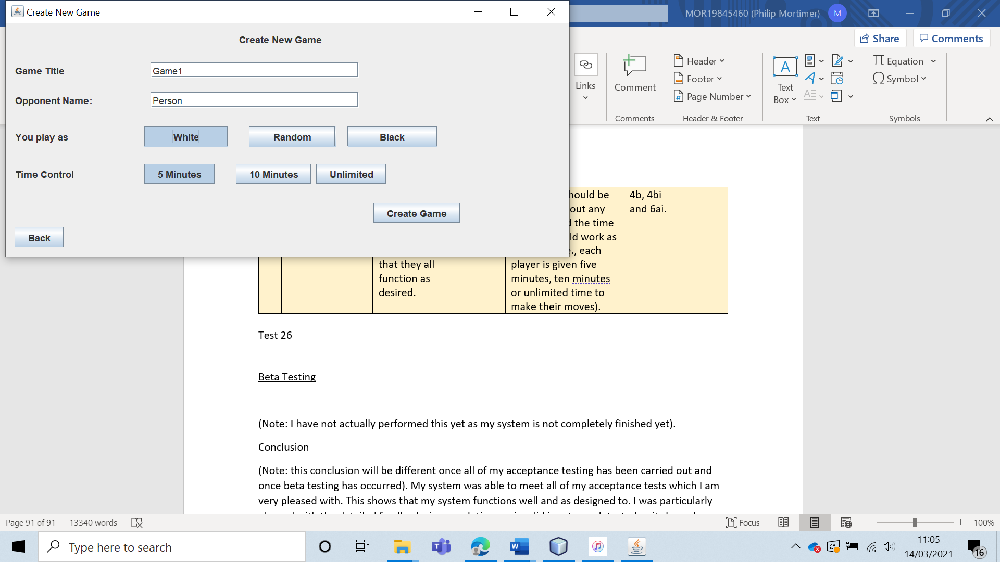 Create New Game
Create New Game
Game Title
Game1
Opponent Name:
Person
You play as
White
Random
Black
Time Control
5 Minutes
10 Minutes
Unlimited
Create Game
Back
MOR19845460 (Philip Mortimer)
M
Share
Comments
Links
Comment
Comments
Header
Footer
Page Number
Header & Footer
Text
Box
Text
Equation
Symbol
Symbols
that they all
function as
desired.
hould be
out any
d the time
ld work as
e., each
player is given five
minutes, ten minutes
or unlimited time to
make their moves).
4b, 4bi
and 6ai.
Test 26
Beta Testing
(Note: I have not actually performed this yet as my system is not completely finished yet).
Conclusion
(Note: this conclusion will be different once all of my acceptance testing has been carried out and
once beta testing has occurred). My system was able to meet all of my acceptance tests which I am
very pleased with. This shows that my system functions well and as designed to. I was particularly
Page 91 of 91
13340 words
Focus
100%
Type here to search
11:05
14/03/2021
16